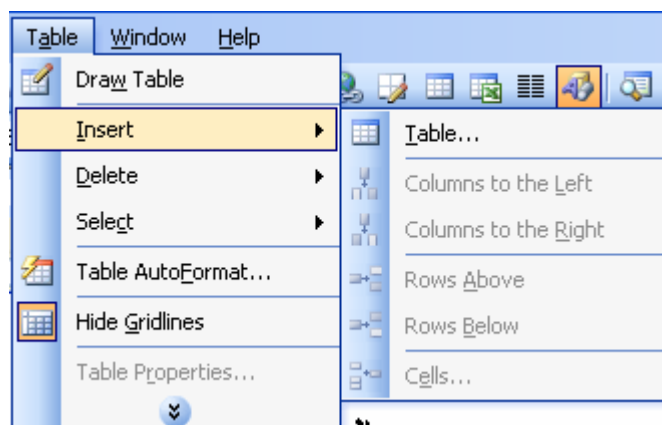 Table Window Help
Draw Table
Insert
Delete
Select
Table AutoFormat...
Hide Gridlines
Table Properties...
Table...
Columns to the Left
Columns to the Right
Rows Above
Rows Below
Cells...